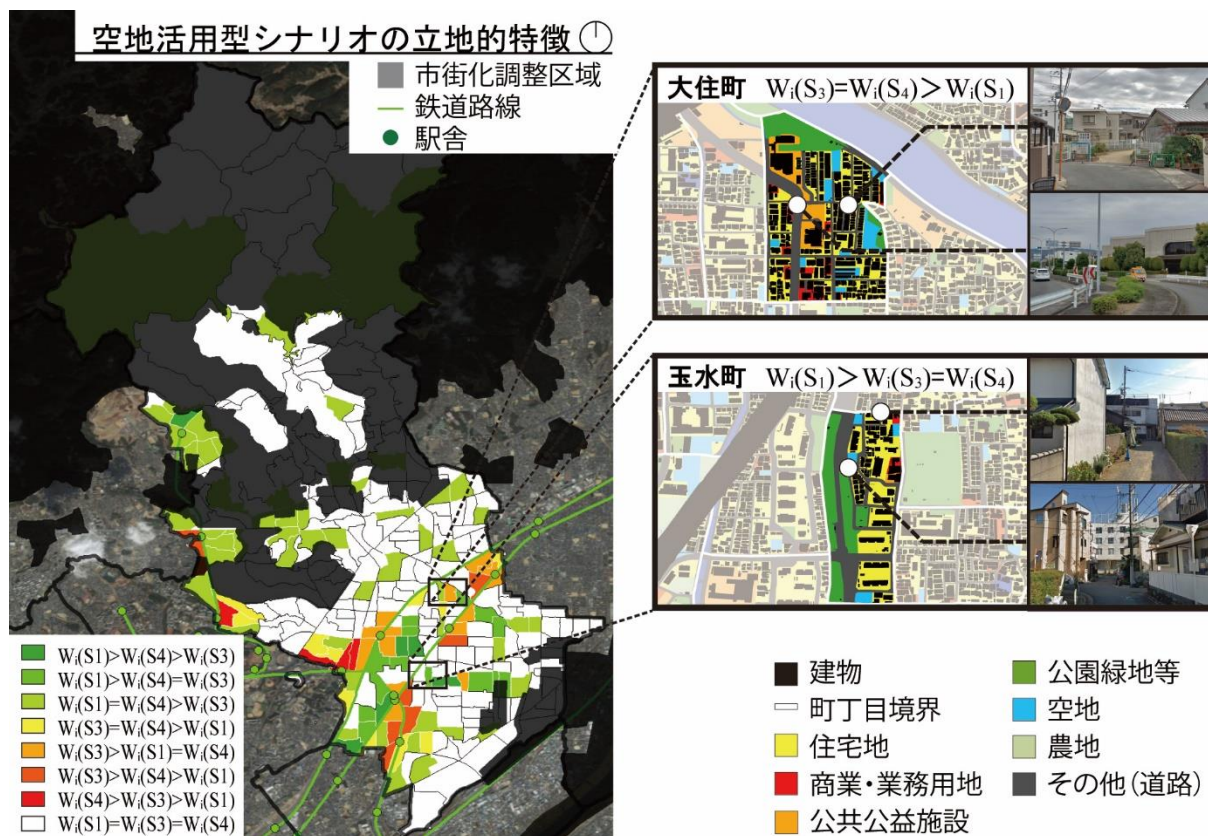 空地活用型シナリオの立地的特徴
市街化調整区域
鉄道路線
駅舎
Wi(S1)>Wi(S4)>Wi(S3)
Wi(S1)>Wi(S4)=Wi(S3)
Wi(S1)=Wi(S4)>Wi(S3)
Wi(S3)=Wi(S4)>Wi(S1)
Wi(S3)>Wi(S1)=Wi(S4)
Wi(S3)>Wi(S4)>Wi(S1)
Wi(S4)>Wi(S3)>Wi(S1)
Wi(S1)=Wi(S3)=Wi(S4)
大住町 Wi(S3)=Wi(S4)>Wi(S1)
玉水町 Wi(S1)>Wi(S3)=Wi(S4)
建物
町丁目境界
住宅地
商業・業務用地
公共公益施設
公園緑地等
空地
農地
その他(道路)